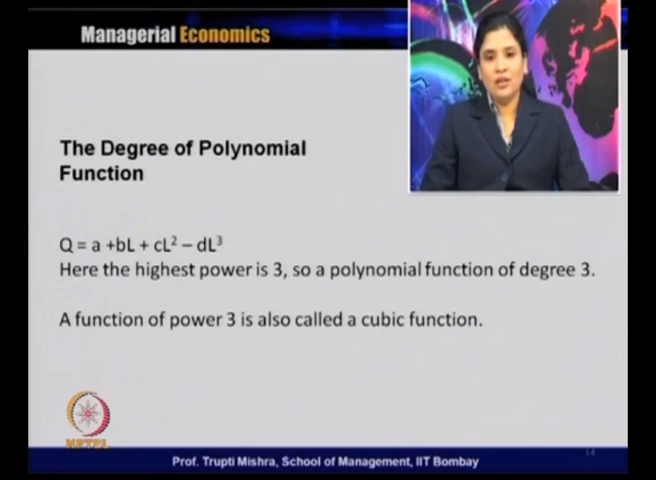 Managerial Economics
The Degree of Polynomial
Function
Q = a +bL + cL² – dL³
Here the highest power is 3, so a polynomial function of degree 3.
A function of power 3 is also called a cubic function.
NPTEL
14
Prof. Trupti Mishra, School of Management, IIT Bombay